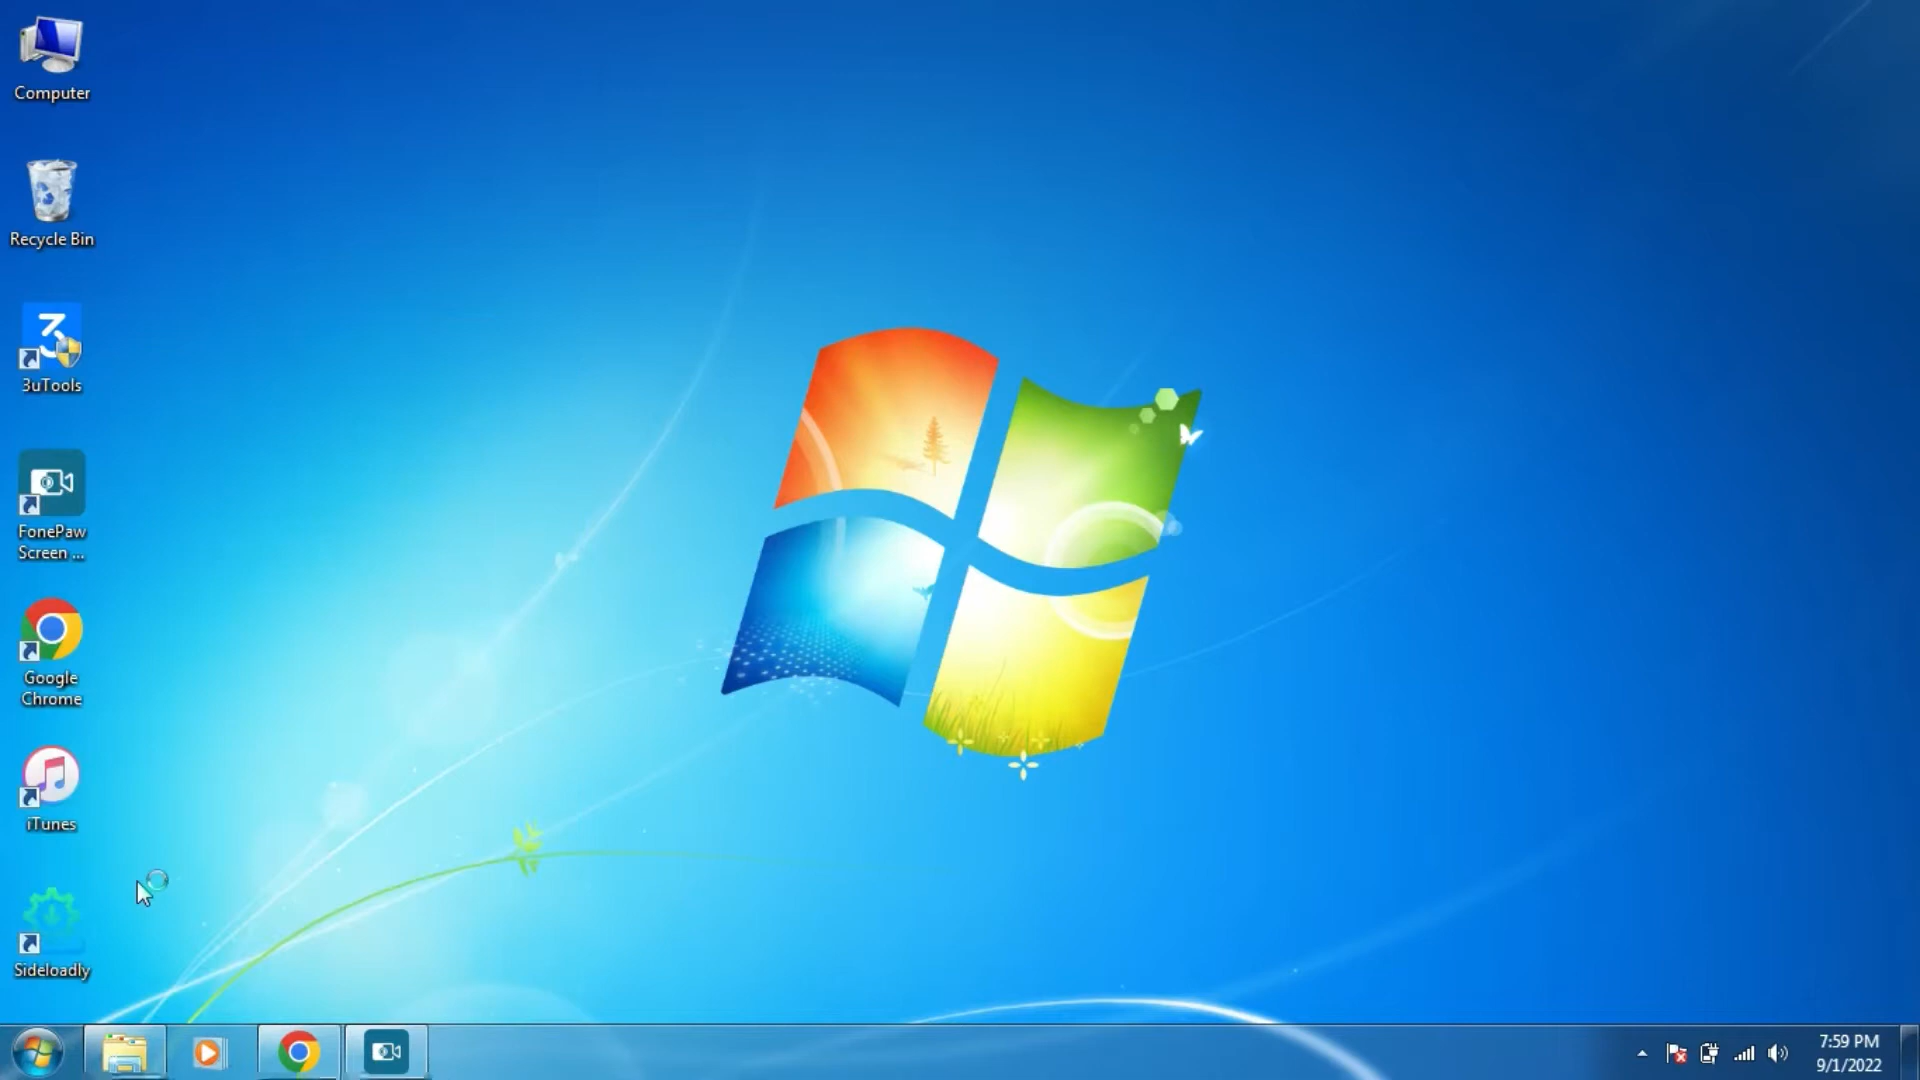 Computer
Recycle Bin
3uTools
FonePaw
Screen ...
Google
Chrome
iTunes
Sideloadly
7:59 PM
9/1/2022